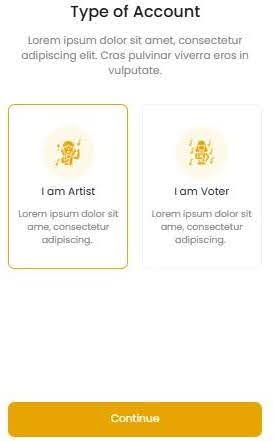 Type of Account
Lorem ipsum dolor sit amet, consectetur
adipiscing elit. Cras pulvinar viverra eros in
vulputate.
I am Artist
Lorem ipsum dolor sit
ame, consectetur
adipiscing.
I am Voter
Lorem ipsum dolor sit
ame, consectetur
adipiscing.
Continue